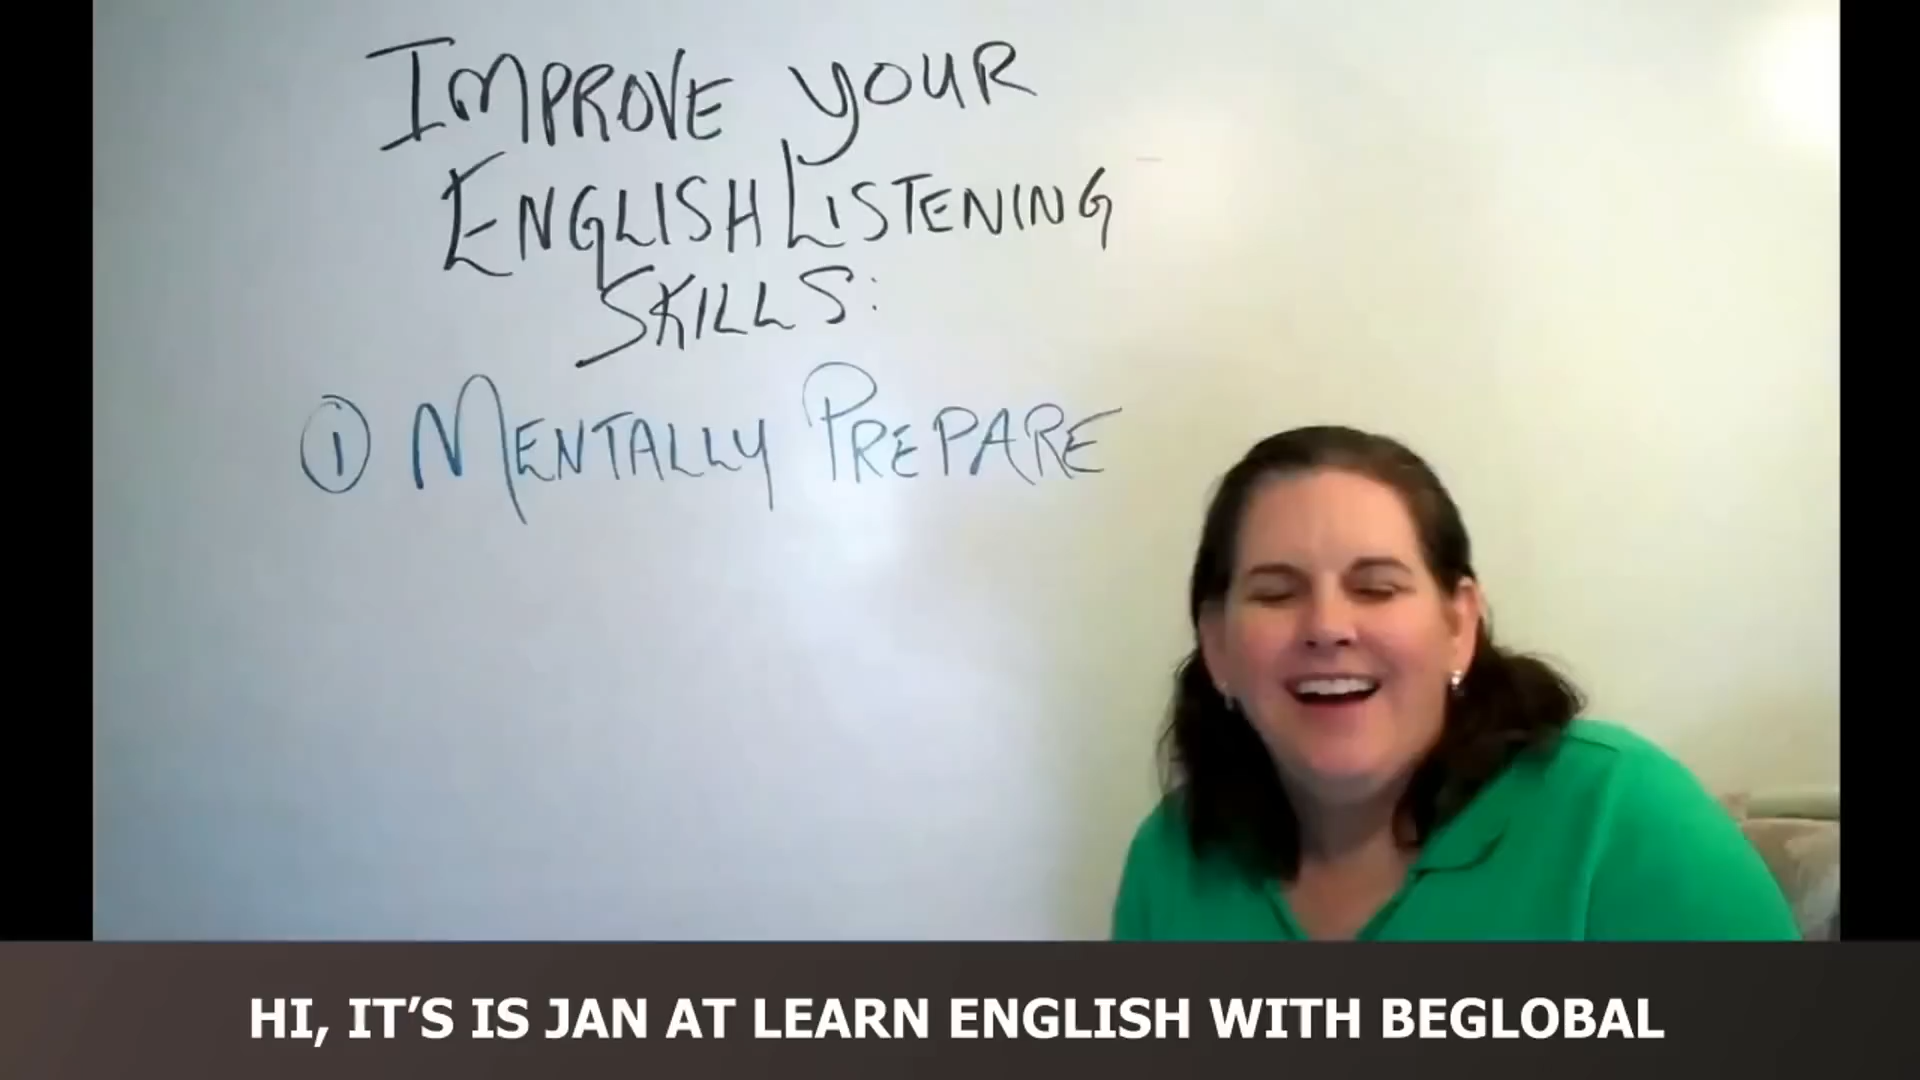 IMPROVE YOUR
ENGLISH LISTENING
SKILLS:
① MENTALLY PREPARE
HI, IT’S IS JAN AT LEARN ENGLISH WITH BEGLOBAL